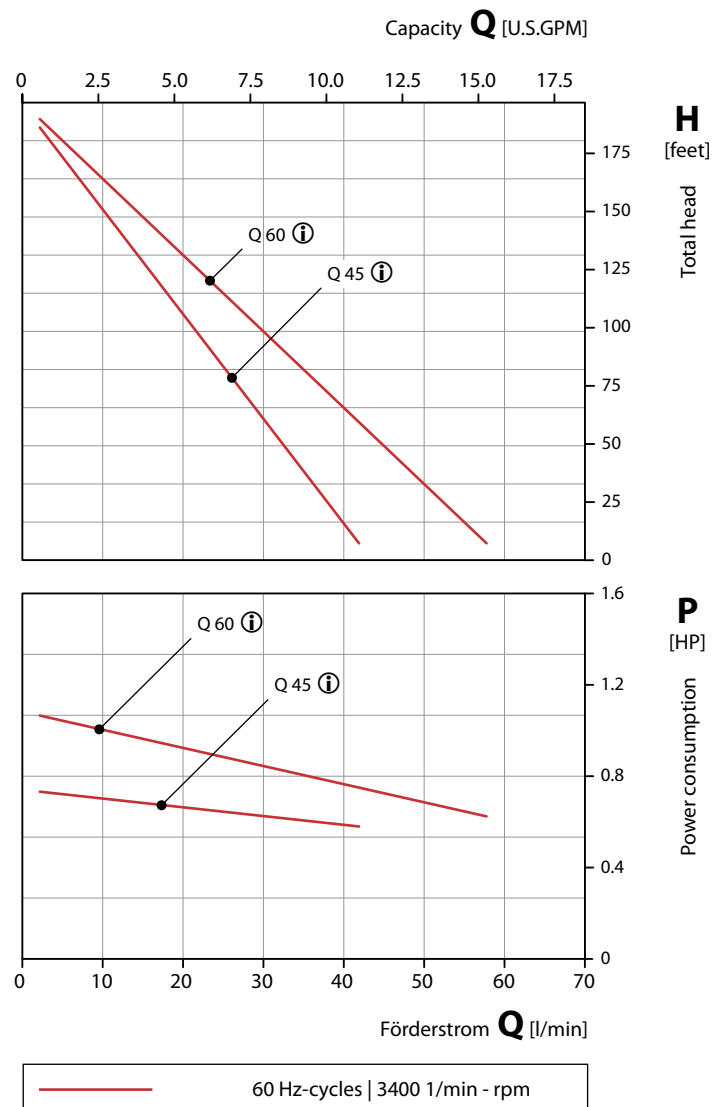 Capacity Q [U.S.GPM]
0 2.5 5.0 7.5 10.0 12.5 15.0 17.5
H
[feet]
Total head
175
150
125
100
75
50
25
0
Q 60 ⓘ
Q 45 ⓘ
1.6
P
[HP]
Power consumption
1.2
0.8
0.4
0
Q 60 ⓘ
Q 45 ⓘ
0 10 20 30 40 50 60 70
Förderstrom Q [l/min]
60 Hz-cycles | 3400 1/min - rpm